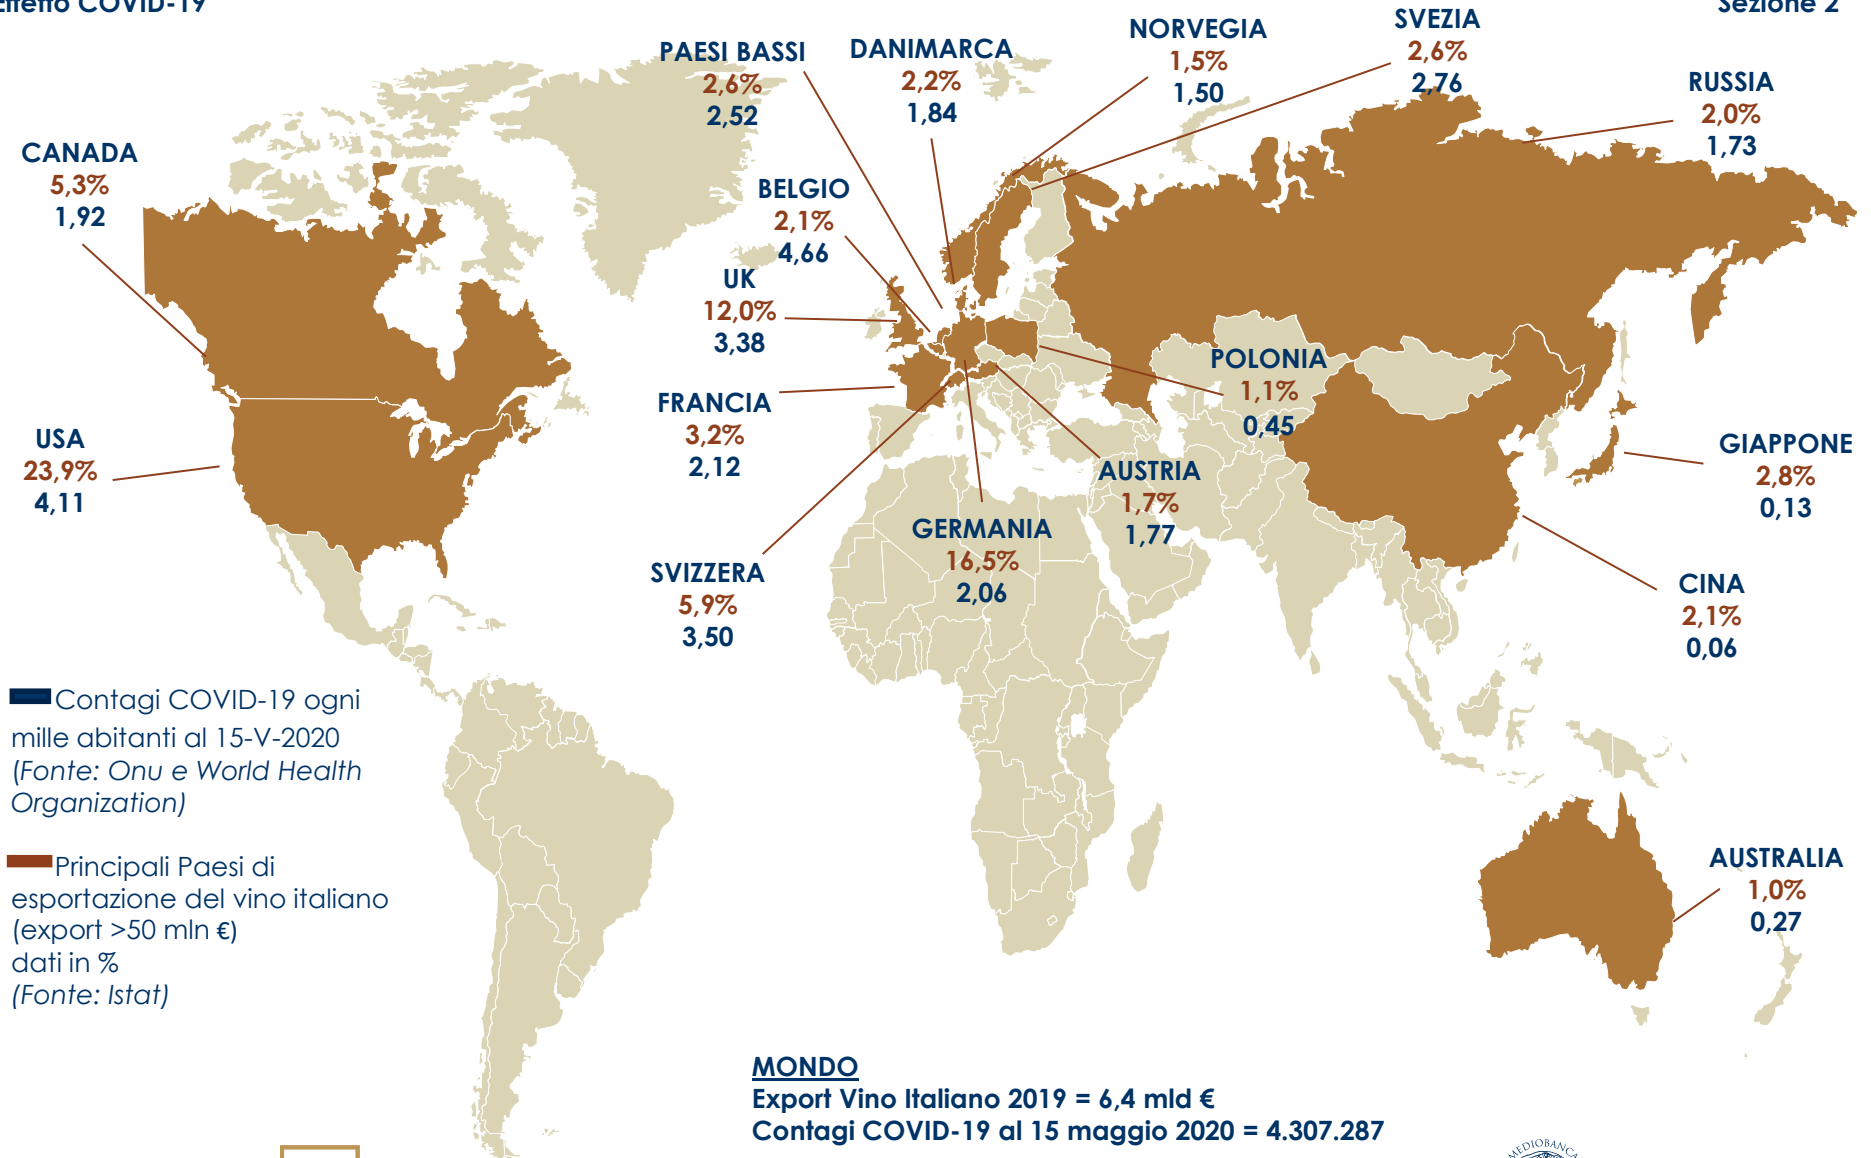 Effetto COVID-19
Sezione 2
NORVEGIA
1,5%
1,50
SVEZIA
2,6%
2,76
PAESI BASSI
2,6%
2,52
DANIMARCA
2,2%
1,84
RUSSIA
2,0%
1,73
CANADA
5,3%
1,92
BELGIO
2,1%
4,66
UK
12,0%
3,38
POLONIA
1,1%
0,45
FRANCIA
3,2%
2,12
USA
23,9%
4,11
GIAPPONE
2,8%
0,13
AUSTRIA
1,7%
1,77
GERMANIA
16,5%
2,06
SVIZZERA
5,9%
3,50
CINA
2,1%
0,06
Contagi COVID-19 ogni
mille abitanti al 15-V-2020
(Fonte: Onu e World Health
Organization)
Principali Paesi di
esportazione del vino italiano
(export >50 mln €)
dati in %
(Fonte: Istat)
AUSTRALIA
1,0%
0,27
MONDO
Export Vino Italiano 2019 = 6,4 mld €
Contagi COVID-19 al 15 maggio 2020 = 4.307.287
MEDIOBANCA